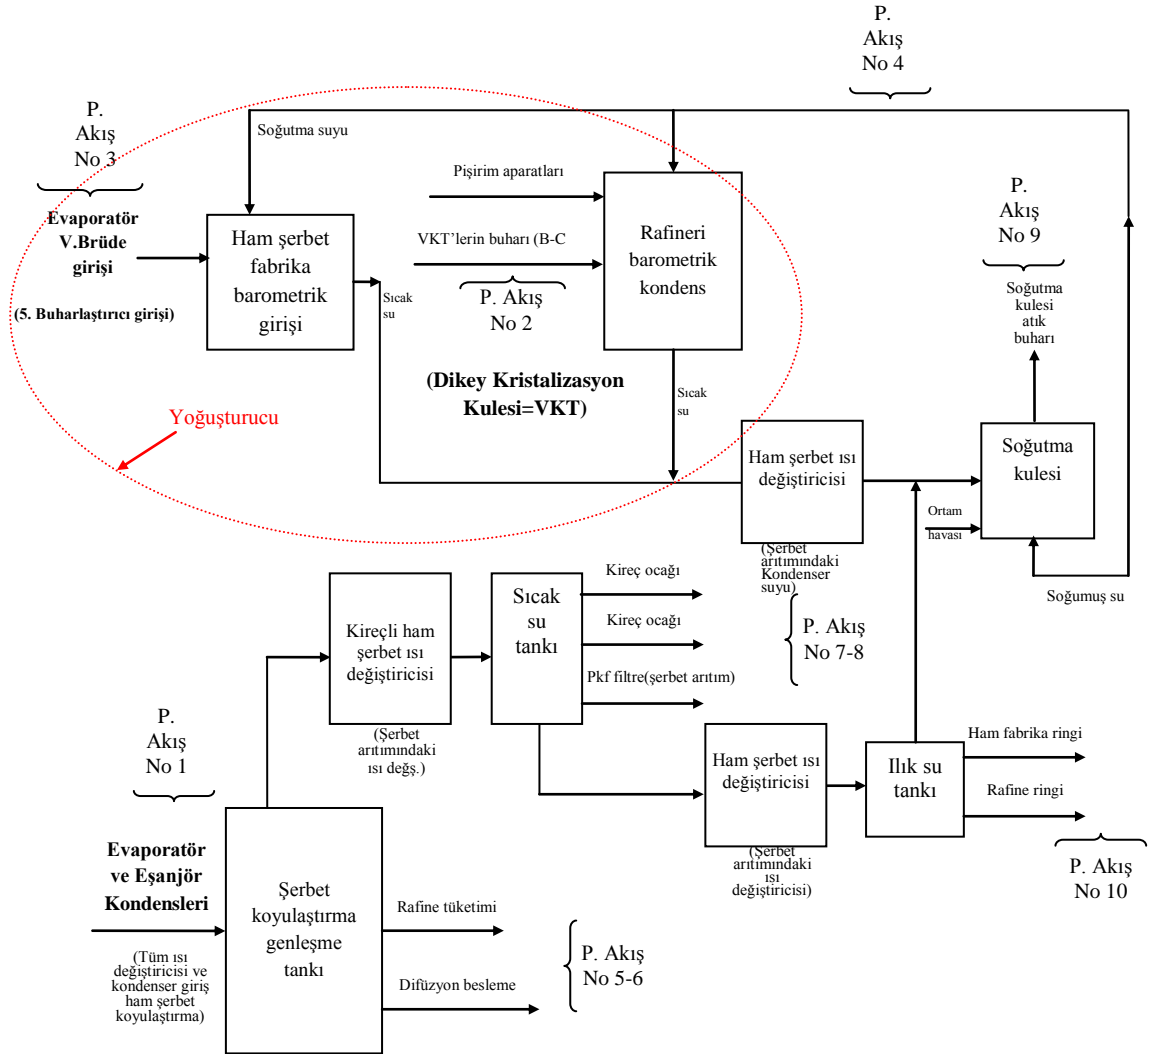 P.
Akış
No 4
P.
Akış
No 3
Soğutma suyu
Pişirim aparatları
P.
Akış
No 9
Evaporatör
V.Brüde
girişi
(5. Buharlaştırıcı girişi)
Ham şerbet
fabrika
barometrik
girişi
VKT’lerin buharı (B-C
P. Akış
No 2
Rafineri
barometrik
kondens
Sıcak
su
Soğutma
kulesi
atık
buharı
(Dikey Kristalizasyon
Kulesi=VKT)
Sıcak
su
Yoğuşturucu
Ham şerbet ısı
değiştiricisi
Soğutma
kulesi
Ortam
havası
(Şerbet
arıtımındaki
Kondenser
suyu)
Soğumuş su
Kireçli ham
şerbet ısı
değiştiricisi
(Şerbet
arıtımındaki
ısı değş.)
Sıcak
su
tankı
Kireç ocağı
Kireç ocağı
Pkf filtre(şerbet arıtım)
P. Akış
No 7-8
P.
Akış
No 1
Ham şerbet ısı
değiştiricisi
(Şerbet
arıtımındaki
ısı
değiştiricisi)
Ilık su
tankı
Ham fabrika ringi
Rafine ringi
P. Akış
No 10
Evaporatör
ve Eşanjör
Kondensleri
(Tüm ısı
değiştiricisi ve
kondenser giriş
ham şerbet
koyulaştırma)
Şerbet
koyulaştırma
genleşme
tankı
Rafine tüketimi
Difüzyon besleme
P. Akış
No 5-6